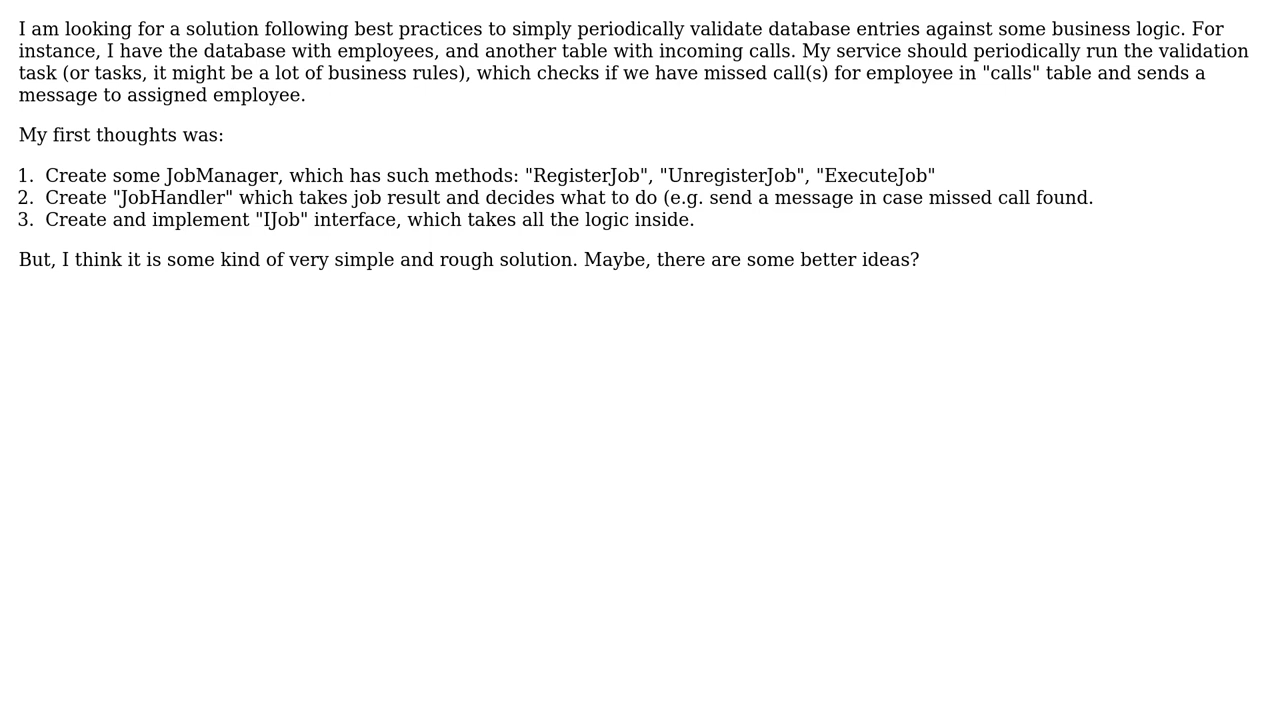 I am looking for a solution following best practices to simply periodically validate database entries against some business logic. For
instance, I have the database with employees, and another table with incoming calls. My service should periodically run the validation
task (or tasks, it might be a lot of business rules), which checks if we have missed call(s) for employee in "calls" table and sends a
message to assigned employee.
My first thoughts was:
1. Create some JobManager, which has such methods: "RegisterJob", "UnregisterJob", "ExecuteJob"
2. Create "JobHandler" which takes job result and decides what to do (e.g. send a message in case missed call found.
3. Create and implement "IJob" interface, which takes all the logic inside.
But, I think it is some kind of very simple and rough solution. Maybe, there are some better ideas?